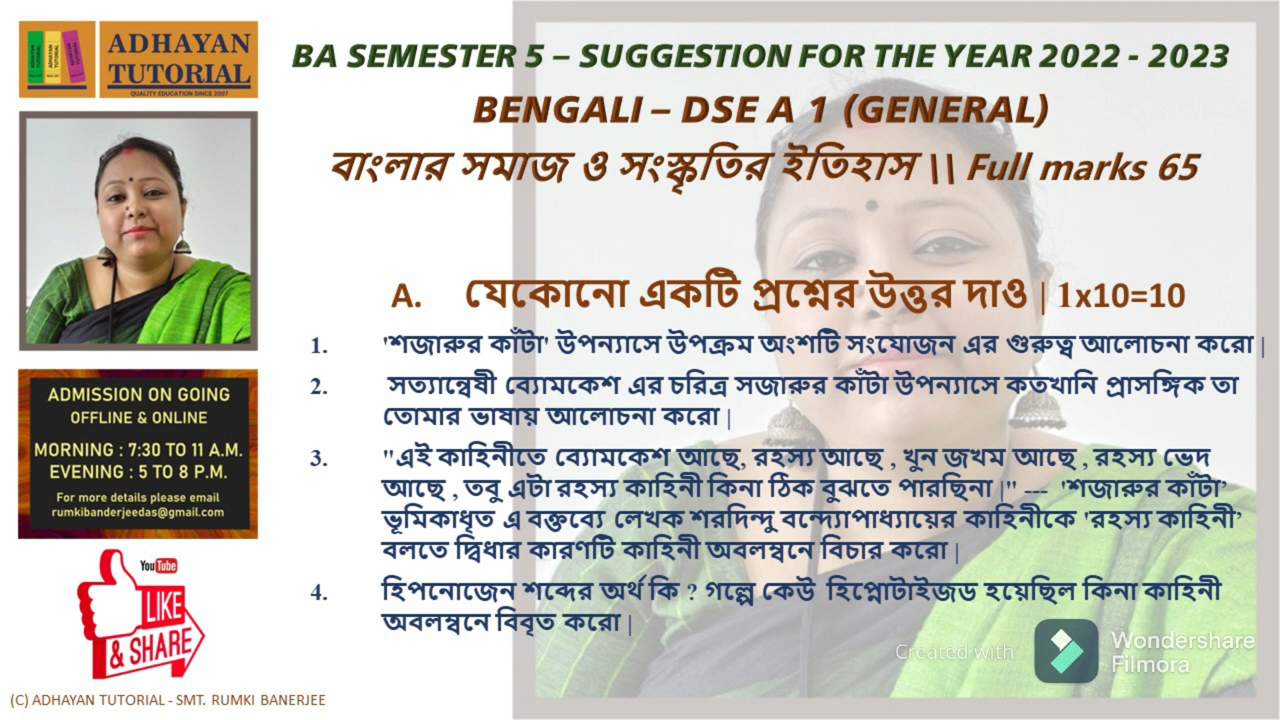 ADHAYAN
TUTORIAL
QUALITY EDUCATION SINCE 2007
BA SEMESTER 5 – SUGGESTION FOR THE YEAR 2022 - 2023
BENGALI – DSE A 1 (GENERAL)
বাংলার সমাজ ও সংস্কৃতির ইতিহাস \\ Full marks 65
A. যেকোনো একটি প্রশ্নের উত্তর দাও | 1x10=10
1. 'শজারুর কাঁটা' উপন্যাসে উপক্রম অংশটি সংযোজন এর গুরুত্ব আলোচনা করো |
2. সত্যান্বেষী ব্যোমকেশ এর চরিত্র সজারুর কাঁটা উপন্যাসে কতখানি প্রাসঙ্গিক তা
তোমার ভাষায় আলোচনা করো |
3. "এই কাহিনীতে ব্যোমকেশ আছে, রহস্য আছে , খুন জখম আছে , রহস্য ভেদ
আছে , তবু এটা রহস্য কাহিনী কিনা ঠিক বুঝতে পারছিনা |" --- 'শজারুর কাঁটা’
ভূমিকাধৃত এ বক্তব্যে লেখক শরদিন্দু বন্দ্যোপাধ্যায়ের কাহিনীকে 'রহস্য কাহিনী’
বলতে দ্বিধার কারণটি কাহিনী অবলম্বনে বিচার করো |
4. হিপনোজেন শব্দের অর্থ কি ? গল্পে কেউ হিপ্নোটাইজড হয়েছিল কিনা কাহিনী
অবলম্বনে বিবৃত করো |
ADMISSION ON GOING
OFFLINE & ONLINE
MORNING : 7:30 TO 11 A.M.
EVENING : 5 TO 8 P.M.
For more details please email
rumkibanderjeedas@gmail.com
YouTube
LIKE
& SHARE
(C) ADHAYAN TUTORIAL - SMT. RUMKI BANERJEE
Created with
Wondershare
Filmora